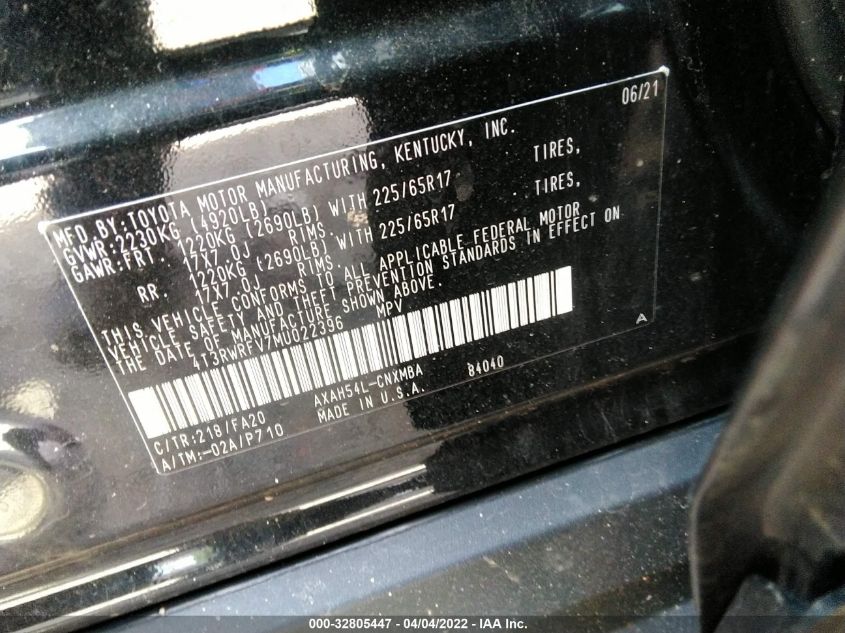 06/21
MFD.BY:TOYOTA MOTOR MANUFACTURING, KENTUCKY, INC.
GVWR:2230KG (4920LB)
GAWR:FRT. 1220KG (2690LB) WITH 225/65R17 TIRES,
17X7.0J RIMS.
RR. 1220KG (2690LB) WITH 225/65R17 TIRES,
17X7.0J RIMS.
THIS VEHICLE CONFORMS TO ALL APPLICABLE FEDERAL MOTOR
VEHICLE SAFETY AND THEFT PREVENTION STANDARDS IN EFFECT ON
THE DATE OF MANUFACTURE SHOWN ABOVE.
4T3RWRFV7MU022396 MPV
A
C/TR:218/FA20 AXAH54L-CNXMBA 84040
A/TM:-02A/P710 MADE IN U.S.A.
000-32805447 - 04/04/2022 - IAA Inc.